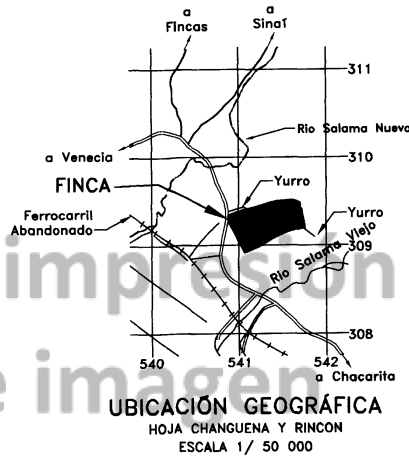 a
Fincas
a
Sinaí
311
Rio Salama Nuevo
a Venecia
310
FINCA
Yurro
Ferrocarril
Abandonado
Yurro
309
Rio Salama Viejo
impresión
308
540
541
542
a Chacarita
e imagen
UBICACIÓN GEOGRÁFICA
HOJA CHANGUENA Y RINCON
ESCALA 1/ 50 000